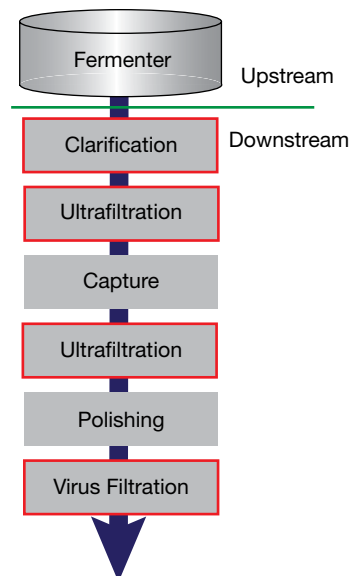 Fermenter
Upstream
Clarification
Downstream
Ultrafiltration
Capture
Ultrafiltration
Polishing
Virus Filtration